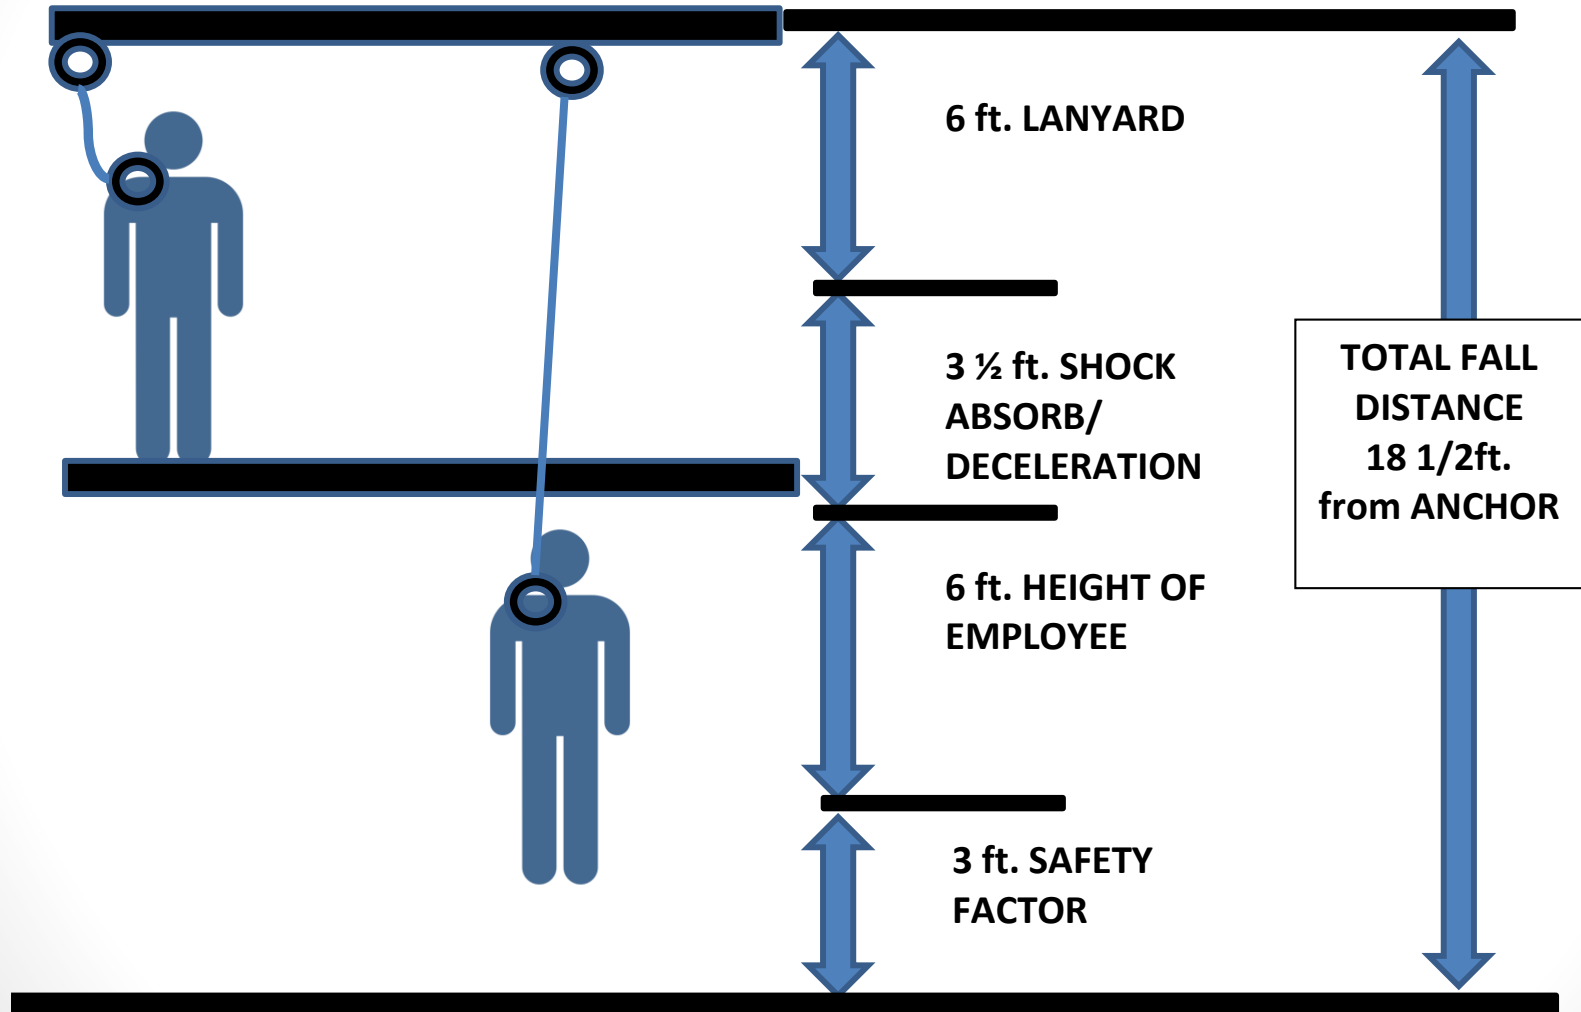 6 ft. LANYARD
3 ½ ft. SHOCK
ABSORB/
DECELERATION
TOTAL FALL
DISTANCE
18 1/2ft.
from ANCHOR
6 ft. HEIGHT OF
EMPLOYEE
3 ft. SAFETY
FACTOR